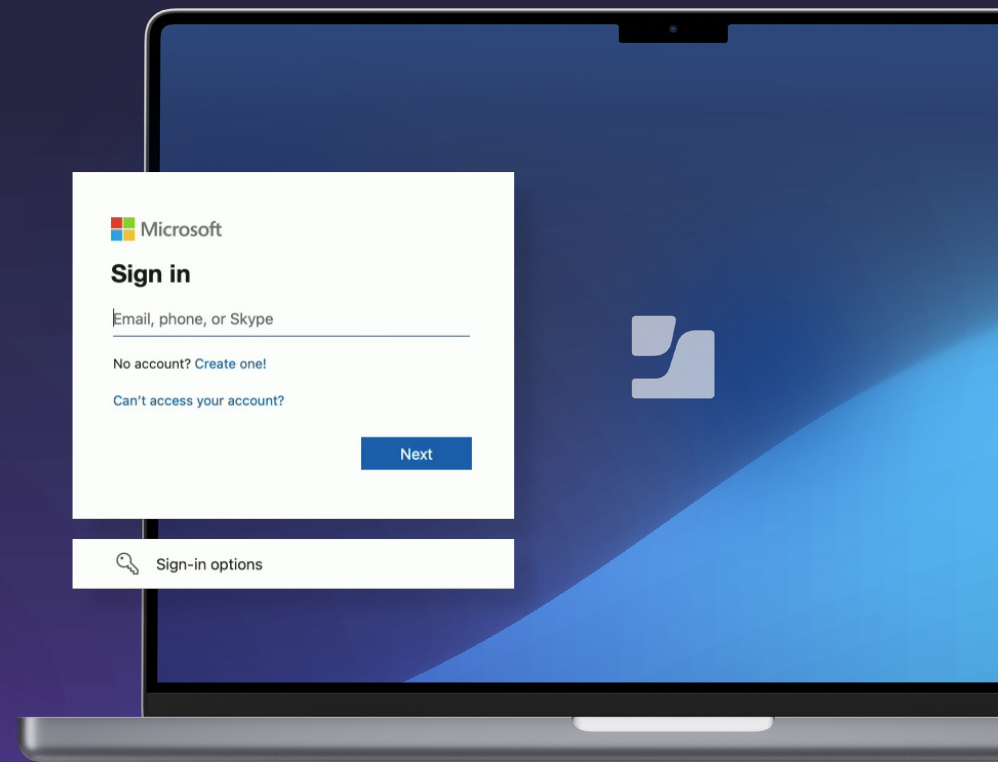 Microsoft
Sign in
Email, phone, or Skype
No account? Create one!
Can't access your account?
Next
Sign-in options